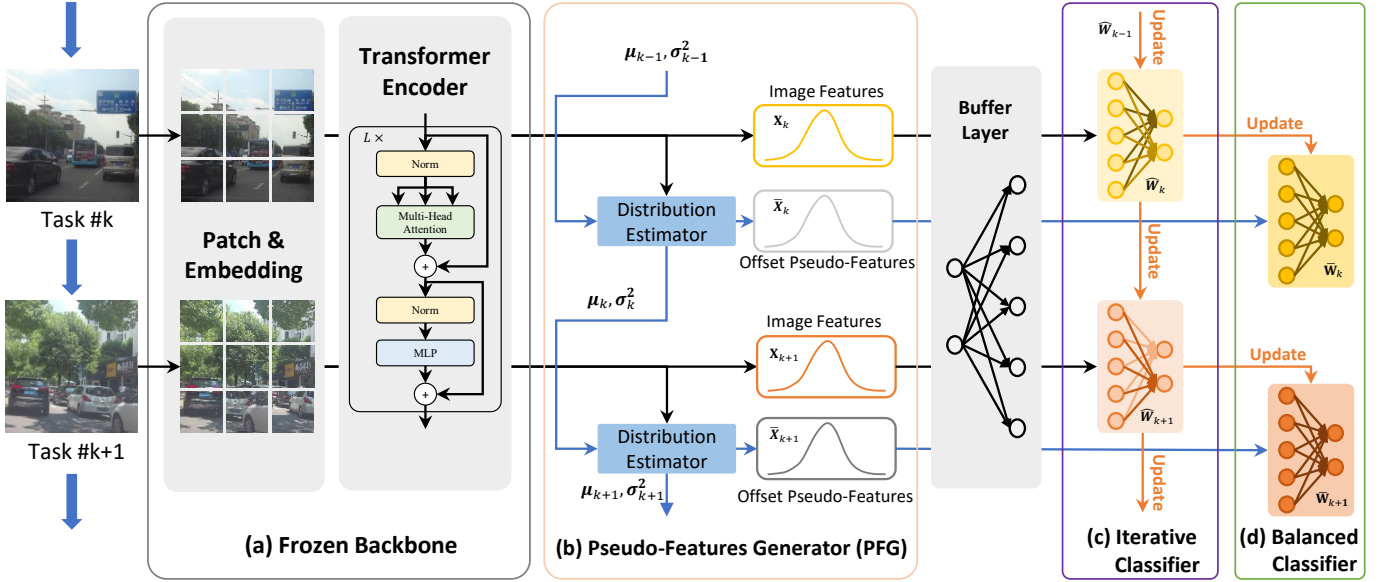 Task #k
Task #k+1
Patch &
Embedding
Transformer
Encoder
L ×
Norm
Multi-Head
Attention
+
Norm
MLP
+
(a) Frozen Backbone
μₖ₋₁, σ²ₖ₋₁
Distribution
Estimator
μₖ, σ²ₖ
Distribution
Estimator
μₖ₊₁, σ²ₖ₊₁
Image Features
Xₖ
X̄ₖ
Offset Pseudo-Features
Image Features
Xₖ₊₁
X̄ₖ₊₁
Offset Pseudo-Features
(b) Pseudo-Features Generator (PFG)
Buffer
Layer
Ŵₖ₋₁
Update
Ŵₖ
Update
Ŵₖ₊₁
Update
(c) Iterative
Classifier
Update
W̄ₖ
Update
W̄ₖ₊₁
(d) Balanced
Classifier